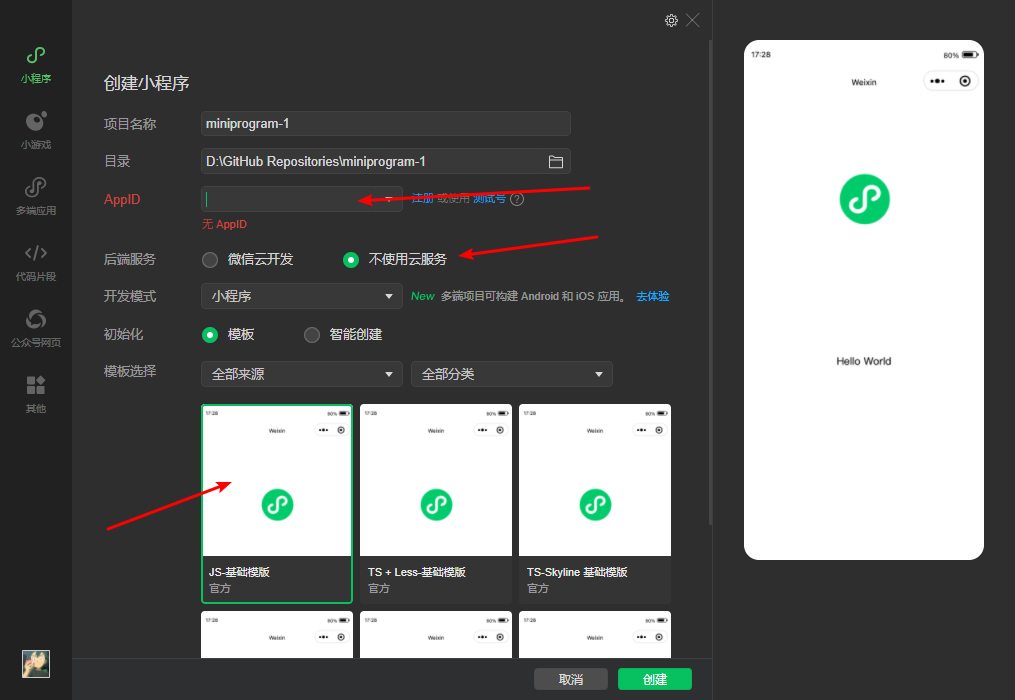 小程序
小游戏
多端应用
代码片段
公众号网页
其他
创建小程序
项目名称 miniprogram-1
目录 D:\GitHub Repositories\miniprogram-1
AppID 注册 或使用 测试号 ?
无 AppID
后端服务 微信云开发 不使用云服务
开发模式 小程序 New 多端项目可构建 Android 和 iOS 应用。 去体验
初始化 模板 智能创建
模板选择 全部来源 全部分类
17:28 80%
Weixin
17:28 80%
Weixin
17:28 80%
Weixin
JS-基础模版
官方
TS + Less-基础模版
官方
TS-Skyline 基础模版
官方
17:28 80%
Weixin
17:28 80%
Weixin
17:28 80%
Weixin
取消 创建
17:28 80%
Weixin
Hello World